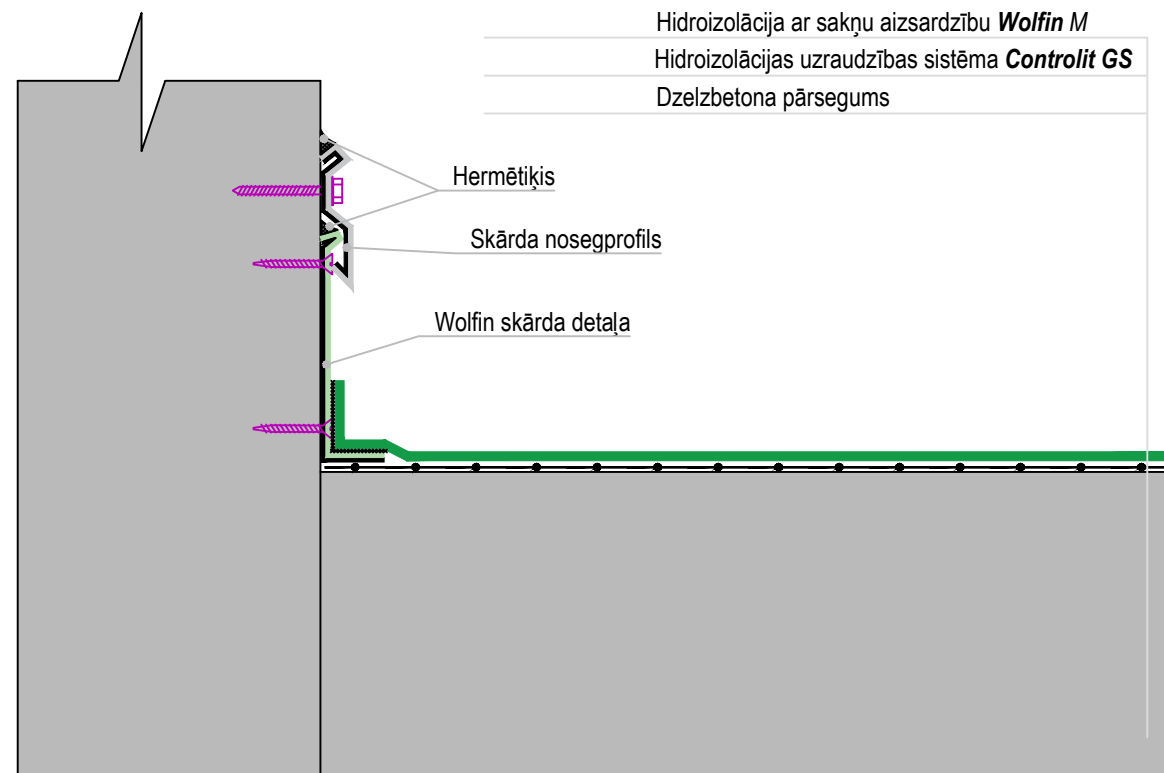 Hidroizolācija ar sakņu aizsardzību Wolfin M
Hidroizolācijas uzraudzības sistēma Controlit GS
Dzelzbetona pārsegums
Hermētiķis
Skārda nosegprofils
Wolfin skārda detaļa